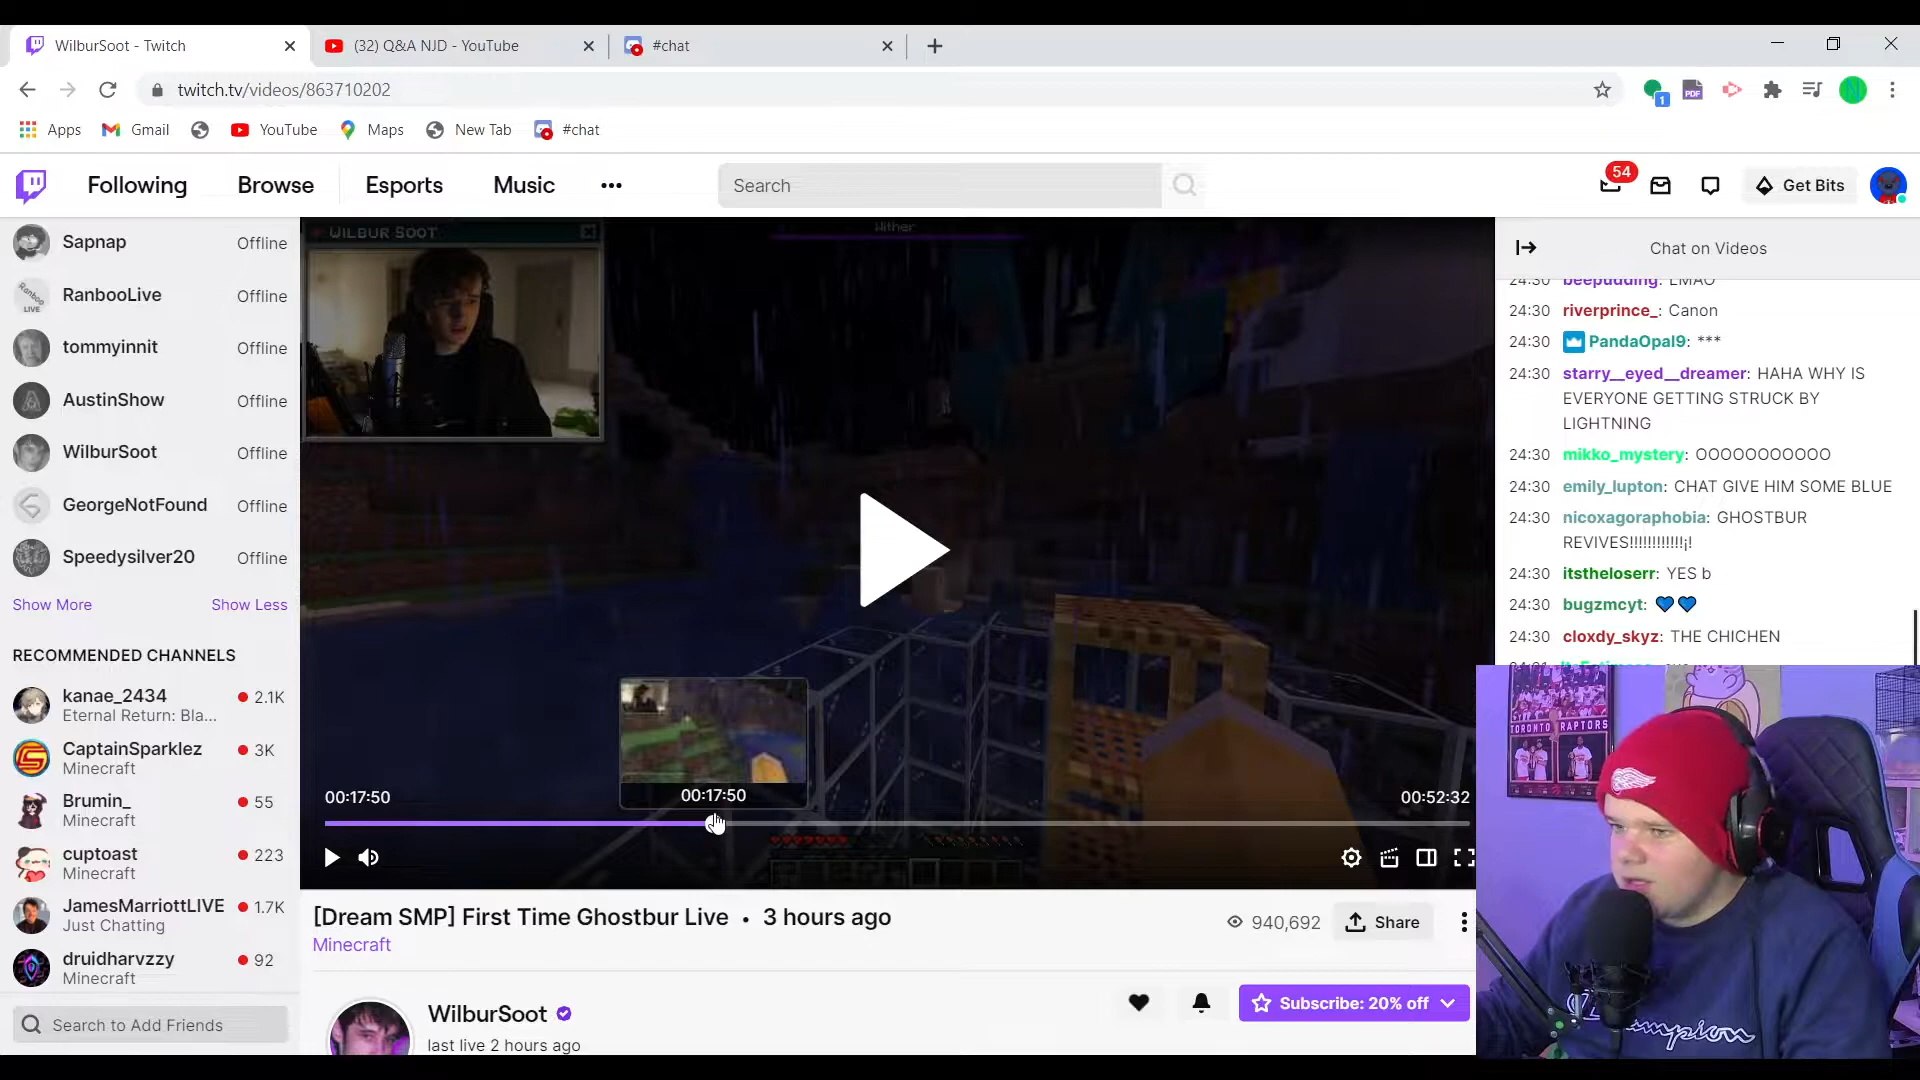 WilburSoot - Twitch
(32) Q&A NJD - YouTube
#chat
twitch.tv/videos/863710202
1
PDF
N
Apps
Gmail
YouTube
Maps
New Tab
#chat
Following
Browse
Esports
Music
Search
54
Get Bits
Sapnap
Offline
RanbooLive
Offline
tommyinnit
Offline
AustinShow
Offline
WilburSoot
Offline
GeorgeNotFound
Offline
Speedysilver20
Offline
Show More
Show Less
RECOMMENDED CHANNELS
kanae_2434
2.1K
Eternal Return: Bla...
CaptainSparklez
3K
Minecraft
Brumin_
55
Minecraft
cuptoast
223
Minecraft
JamesMarriottLIVE
1.7K
Just Chatting
druidharvzzy
92
Minecraft
Search to Add Friends
WILBUR SOOT
Wither
00:17:50
00:17:50
00:52:32
[Dream SMP] First Time Ghostbur Live • 3 hours ago
Minecraft
940,692
Share
WilburSoot
last live 2 hours ago
Subscribe: 20% off
Chat on Videos
24:30 beepudding: LMAO
24:30 riverprince_: Canon
24:30 PandaOpal9: ***
24:30 starry__eyed__dreamer: HAHA WHY IS
EVERYONE GETTING STRUCK BY
LIGHTNING
24:30 mikko_mystery: OOOOOOOOOOO
24:30 emily_lupton: CHAT GIVE HIM SOME BLUE
24:30 nicoxagoraphobia: GHOSTBUR
REVIVES!!!!!!!!!!!!¡!
24:30 itstheloserr: YES b
24:30 bugzmcyt: 💙💙
24:30 cloxdy_skyz: THE CHICHEN
TORONTO RAPTORS
Champion